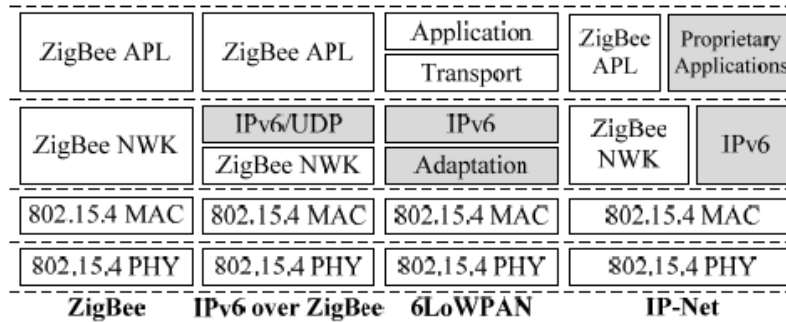 ZigBee APL
ZigBee APL
Application
Transport
ZigBee
APL
Proprietary
Applications
ZigBee NWK
IPv6/UDP
ZigBee NWK
IPv6
Adaptation
ZigBee
NWK
IPv6
802.15.4 MAC
802.15.4 MAC
802.15.4 MAC
802.15.4 MAC
802.15.4 PHY
802.15.4 PHY
802.15.4 PHY
802.15.4 PHY
ZigBee
IPv6 over ZigBee
6LoWPAN
IP-Net